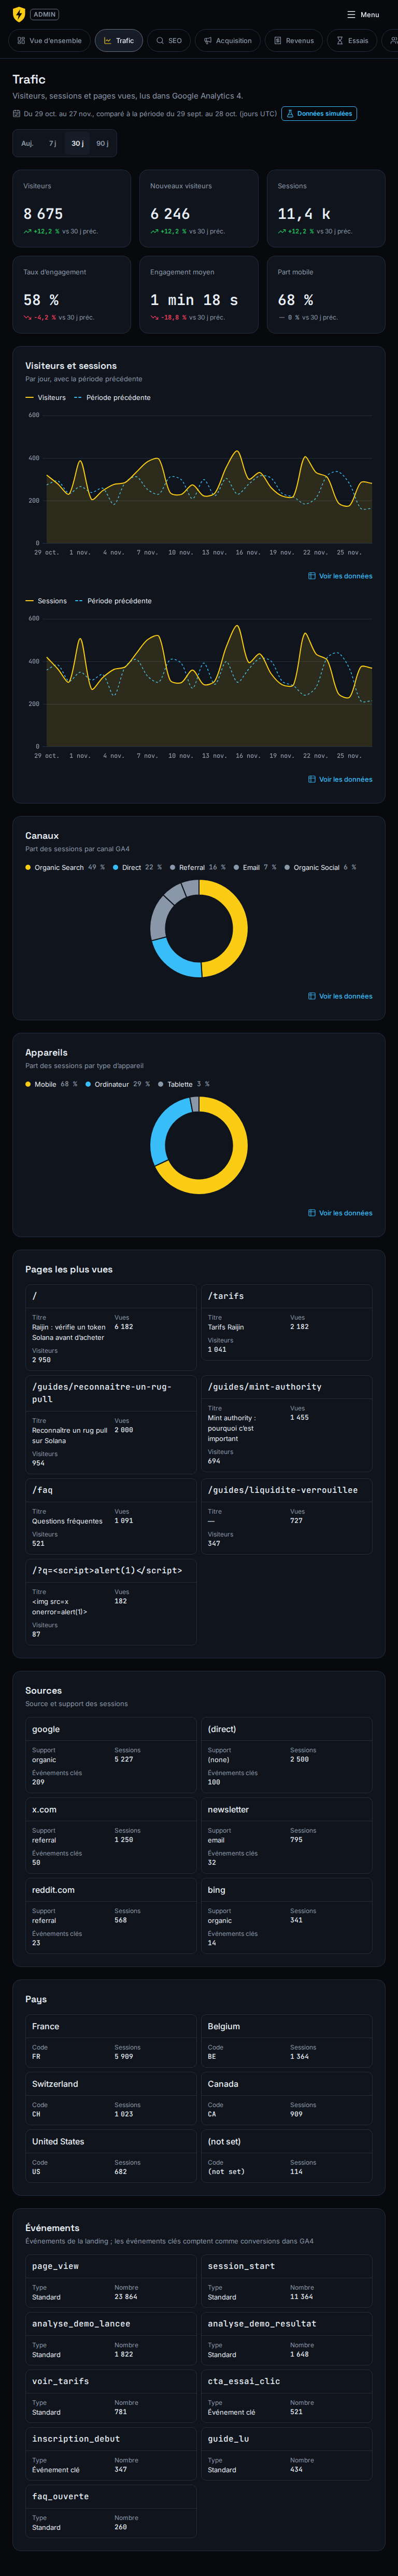 ADMIN
Menu
Vue d'ensemble Trafic SEO Acquisition Revenus Essais
Trafic
Visiteurs, sessions et pages vues, lus dans Google Analytics 4.
Du 29 oct. au 27 nov., comparé à la période du 29 sept. au 28 oct. (jours UTC) Données simulées
Auj. 7 j 30 j 90 j
Visiteurs Nouveaux visiteurs Sessions
8 675 6 246 11,4 k
+12,2 % vs 30 j préc. +12,2 % vs 30 j préc. +12,2 % vs 30 j préc.
Taux d'engagement Engagement moyen Part mobile
58 % 1 min 18 s 68 %
-4,2 % vs 30 j préc. -18,8 % vs 30 j préc. — 0 % vs 30 j préc.
Visiteurs et sessions
Par jour, avec la période précédente
Visiteurs Période précédente
600
400
200
0
29 oct. 1 nov. 4 nov. 7 nov. 10 nov. 13 nov. 16 nov. 19 nov. 22 nov. 25 nov.
Voir les données
Sessions Période précédente
600
400
200
0
29 oct. 1 nov. 4 nov. 7 nov. 10 nov. 13 nov. 16 nov. 19 nov. 22 nov. 25 nov.
Voir les données
Canaux
Part des sessions par canal GA4
Organic Search 49 % Direct 22 % Referral 16 % Email 7 % Organic Social 6 %
Voir les données
Appareils
Part des sessions par type d'appareil
Mobile 68 % Ordinateur 29 % Tablette 3 %
Voir les données
Pages les plus vues
/
Titre Vues
Raijin : vérifie un token 6 182
Solana avant d'acheter
Visiteurs
2 950
/tarifs
Titre Vues
Tarifs Raijin 2 182
Visiteurs
1 041
/guides/reconnaitre-un-rug-
pull
Titre Vues
Reconnaître un rug pull 2 000
sur Solana
Visiteurs
954
/guides/mint-authority
Titre Vues
Mint authority : 1 455
pourquoi c'est
important
Visiteurs
694
/faq
Titre Vues
Questions fréquentes 1 091
Visiteurs
521
/guides/liquidite-verrouillee
Titre Vues
— 727
Visiteurs
347
/?q=<script>alert(1)</script>
Titre Vues
<img src=x 182
onerror=alert(1)>
Visiteurs
87
Sources
Source et support des sessions
google
Support Sessions
organic 5 227
Événements clés
209
(direct)
Support Sessions
(none) 2 500
Événements clés
100
x.com
Support Sessions
referral 1 250
Événements clés
50
newsletter
Support Sessions
email 795
Événements clés
32
reddit.com
Support Sessions
referral 568
Événements clés
23
bing
Support Sessions
organic 341
Événements clés
14
Pays
France
Code Sessions
FR 5 909
Belgium
Code Sessions
BE 1 364
Switzerland
Code Sessions
CH 1 023
Canada
Code Sessions
CA 909
United States
Code Sessions
US 682
(not set)
Code Sessions
(not set) 114
Événements
Événements de la landing ; les événements clés comptent comme conversions dans GA4
page_view
Type Nombre
Standard 23 864
session_start
Type Nombre
Standard 11 364
analyse_demo_lancee
Type Nombre
Standard 1 822
analyse_demo_resultat
Type Nombre
Standard 1 648
voir_tarifs
Type Nombre
Standard 781
cta_essai_clic
Type Nombre
Événement clé 521
inscription_debut
Type Nombre
Événement clé 347
guide_lu
Type Nombre
Standard 434
faq_ouverte
Type Nombre
Standard 260